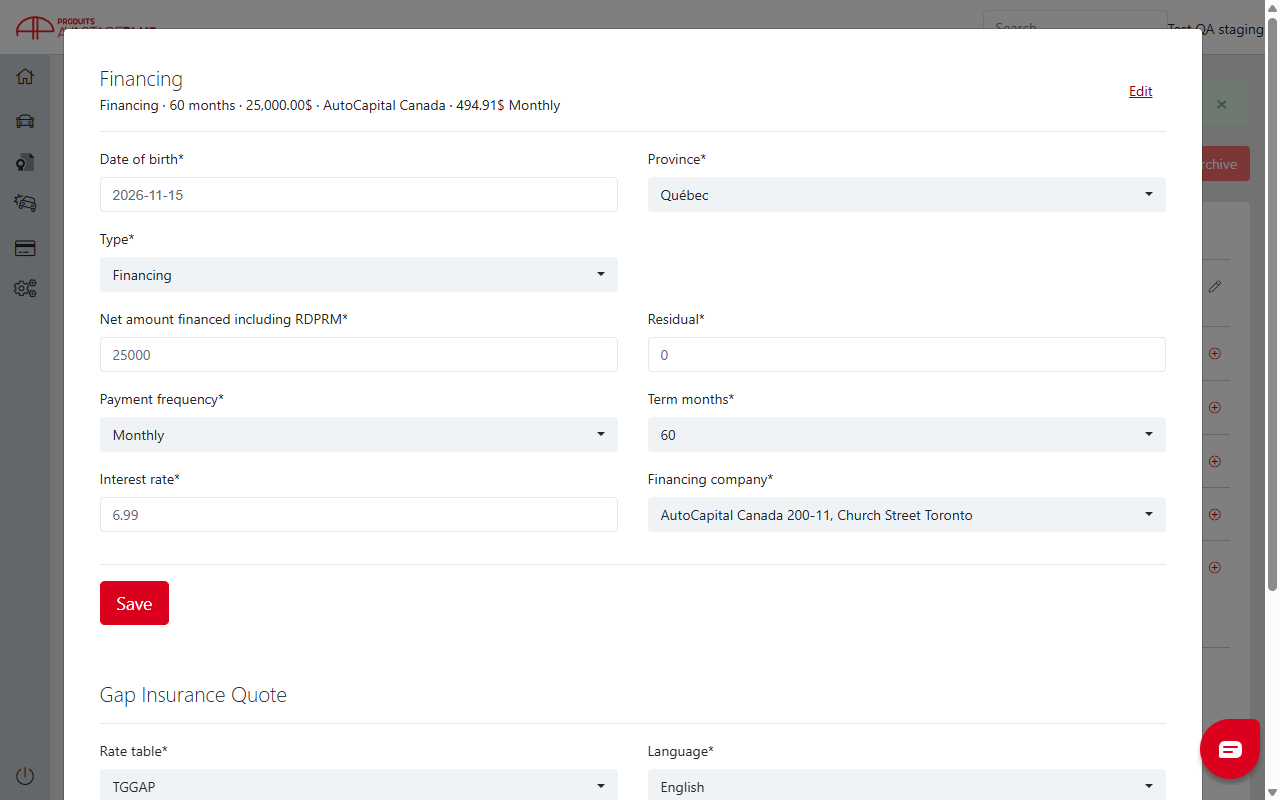 PRODUITS
Search
Test QA staging
Financing
Financing · 60 months · 25,000.00$ · AutoCapital Canada · 494.91$ Monthly
Edit
Date of birth*
Province*
2026-11-15
Québec
Type*
Financing
Net amount financed including RDPRM*
Residual*
25000
0
Payment frequency*
Term months*
Monthly
60
Interest rate*
Financing company*
6.99
AutoCapital Canada 200-11, Church Street Toronto
Save
Gap Insurance Quote
Rate table*
Language*
TGGAP
English